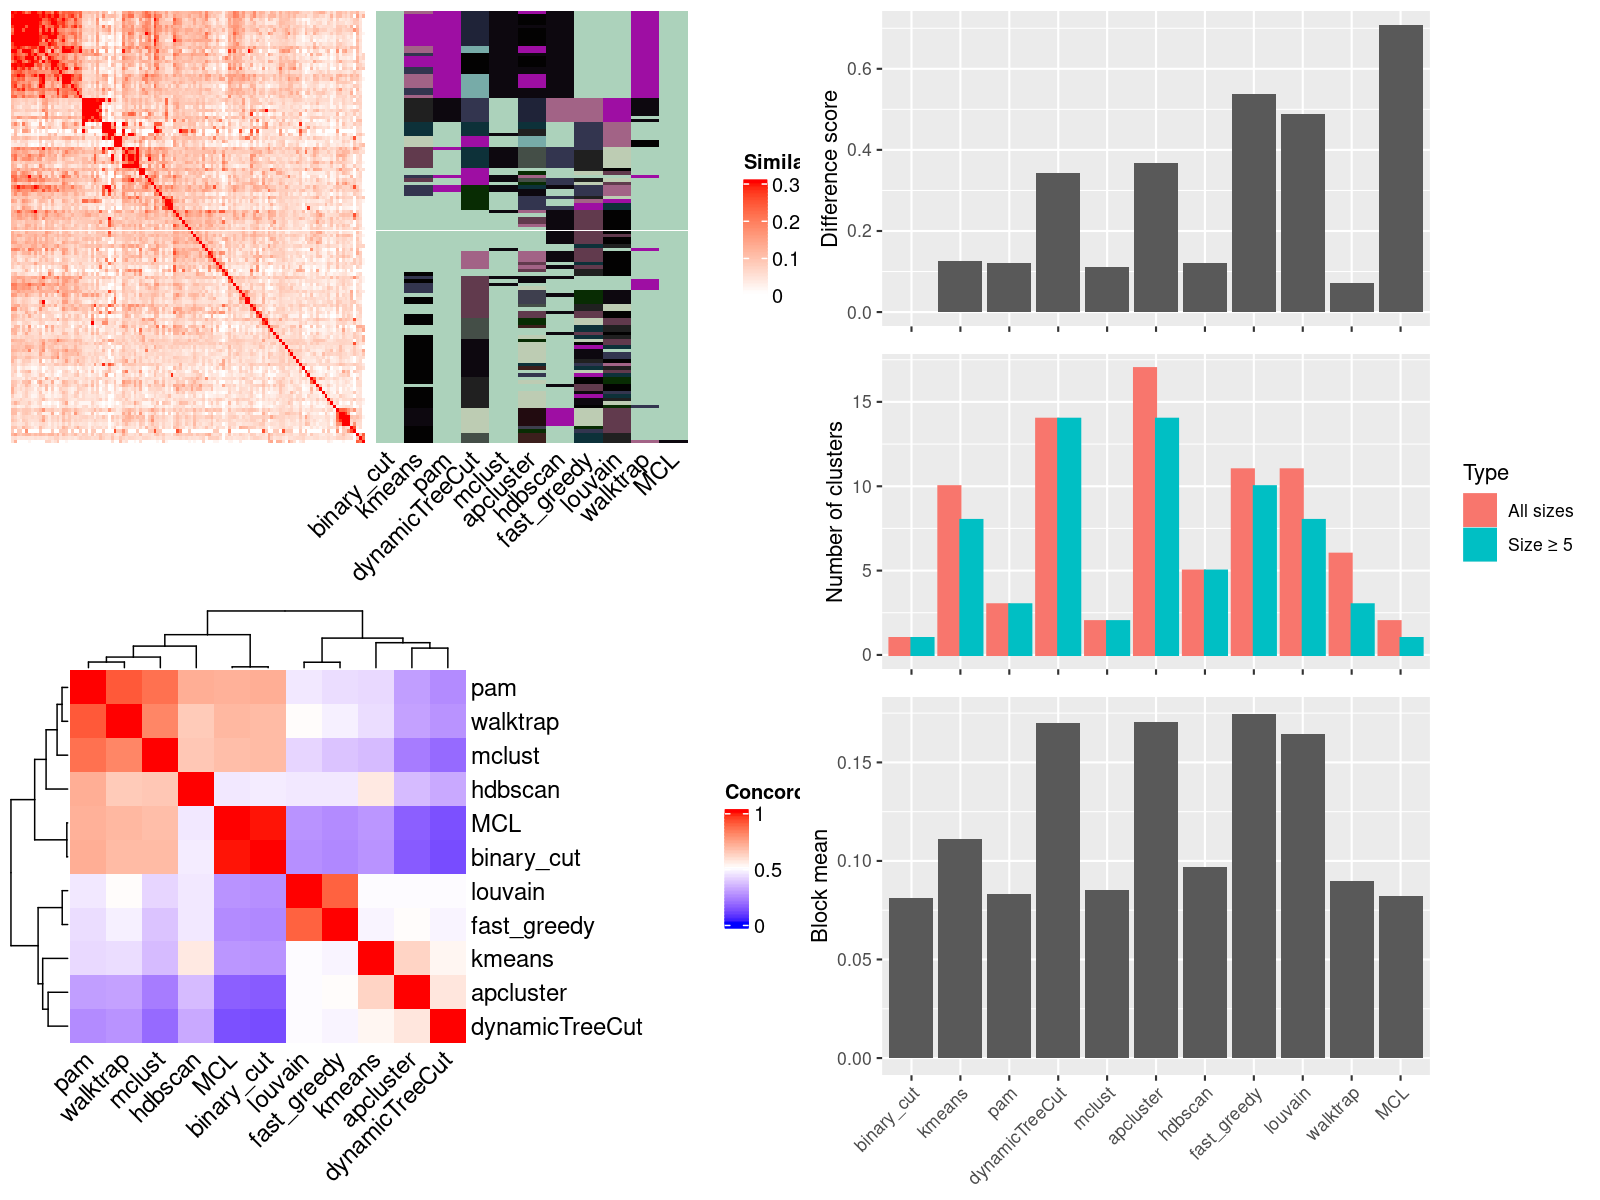 Simila
0.3
0.2
0.1
0
binary_cut
kmeans
pam
dynamicTreeCut
mclust
apcluster
hdbscan
fast_greedy
louvain
walktrap
MCL
pam
walktrap
mclust
hdbscan
MCL
binary_cut
louvain
fast_greedy
kmeans
apcluster
dynamicTreeCut
pam
walktrap
mclust
hdbscan
MCL
binary_cut
louvain
fast_greedy
kmeans
apcluster
dynamicTreeCut
Concord
1
0.5
0
Difference score
0.6
0.4
0.2
0.0
Number of clusters
15
10
5
0
Type
All sizes
Size ≥ 5
Block mean
0.15
0.10
0.05
0.00
binary_cut
kmeans
pam
dynamicTreeCut
mclust
apcluster
hdbscan
fast_greedy
louvain
walktrap
MCL